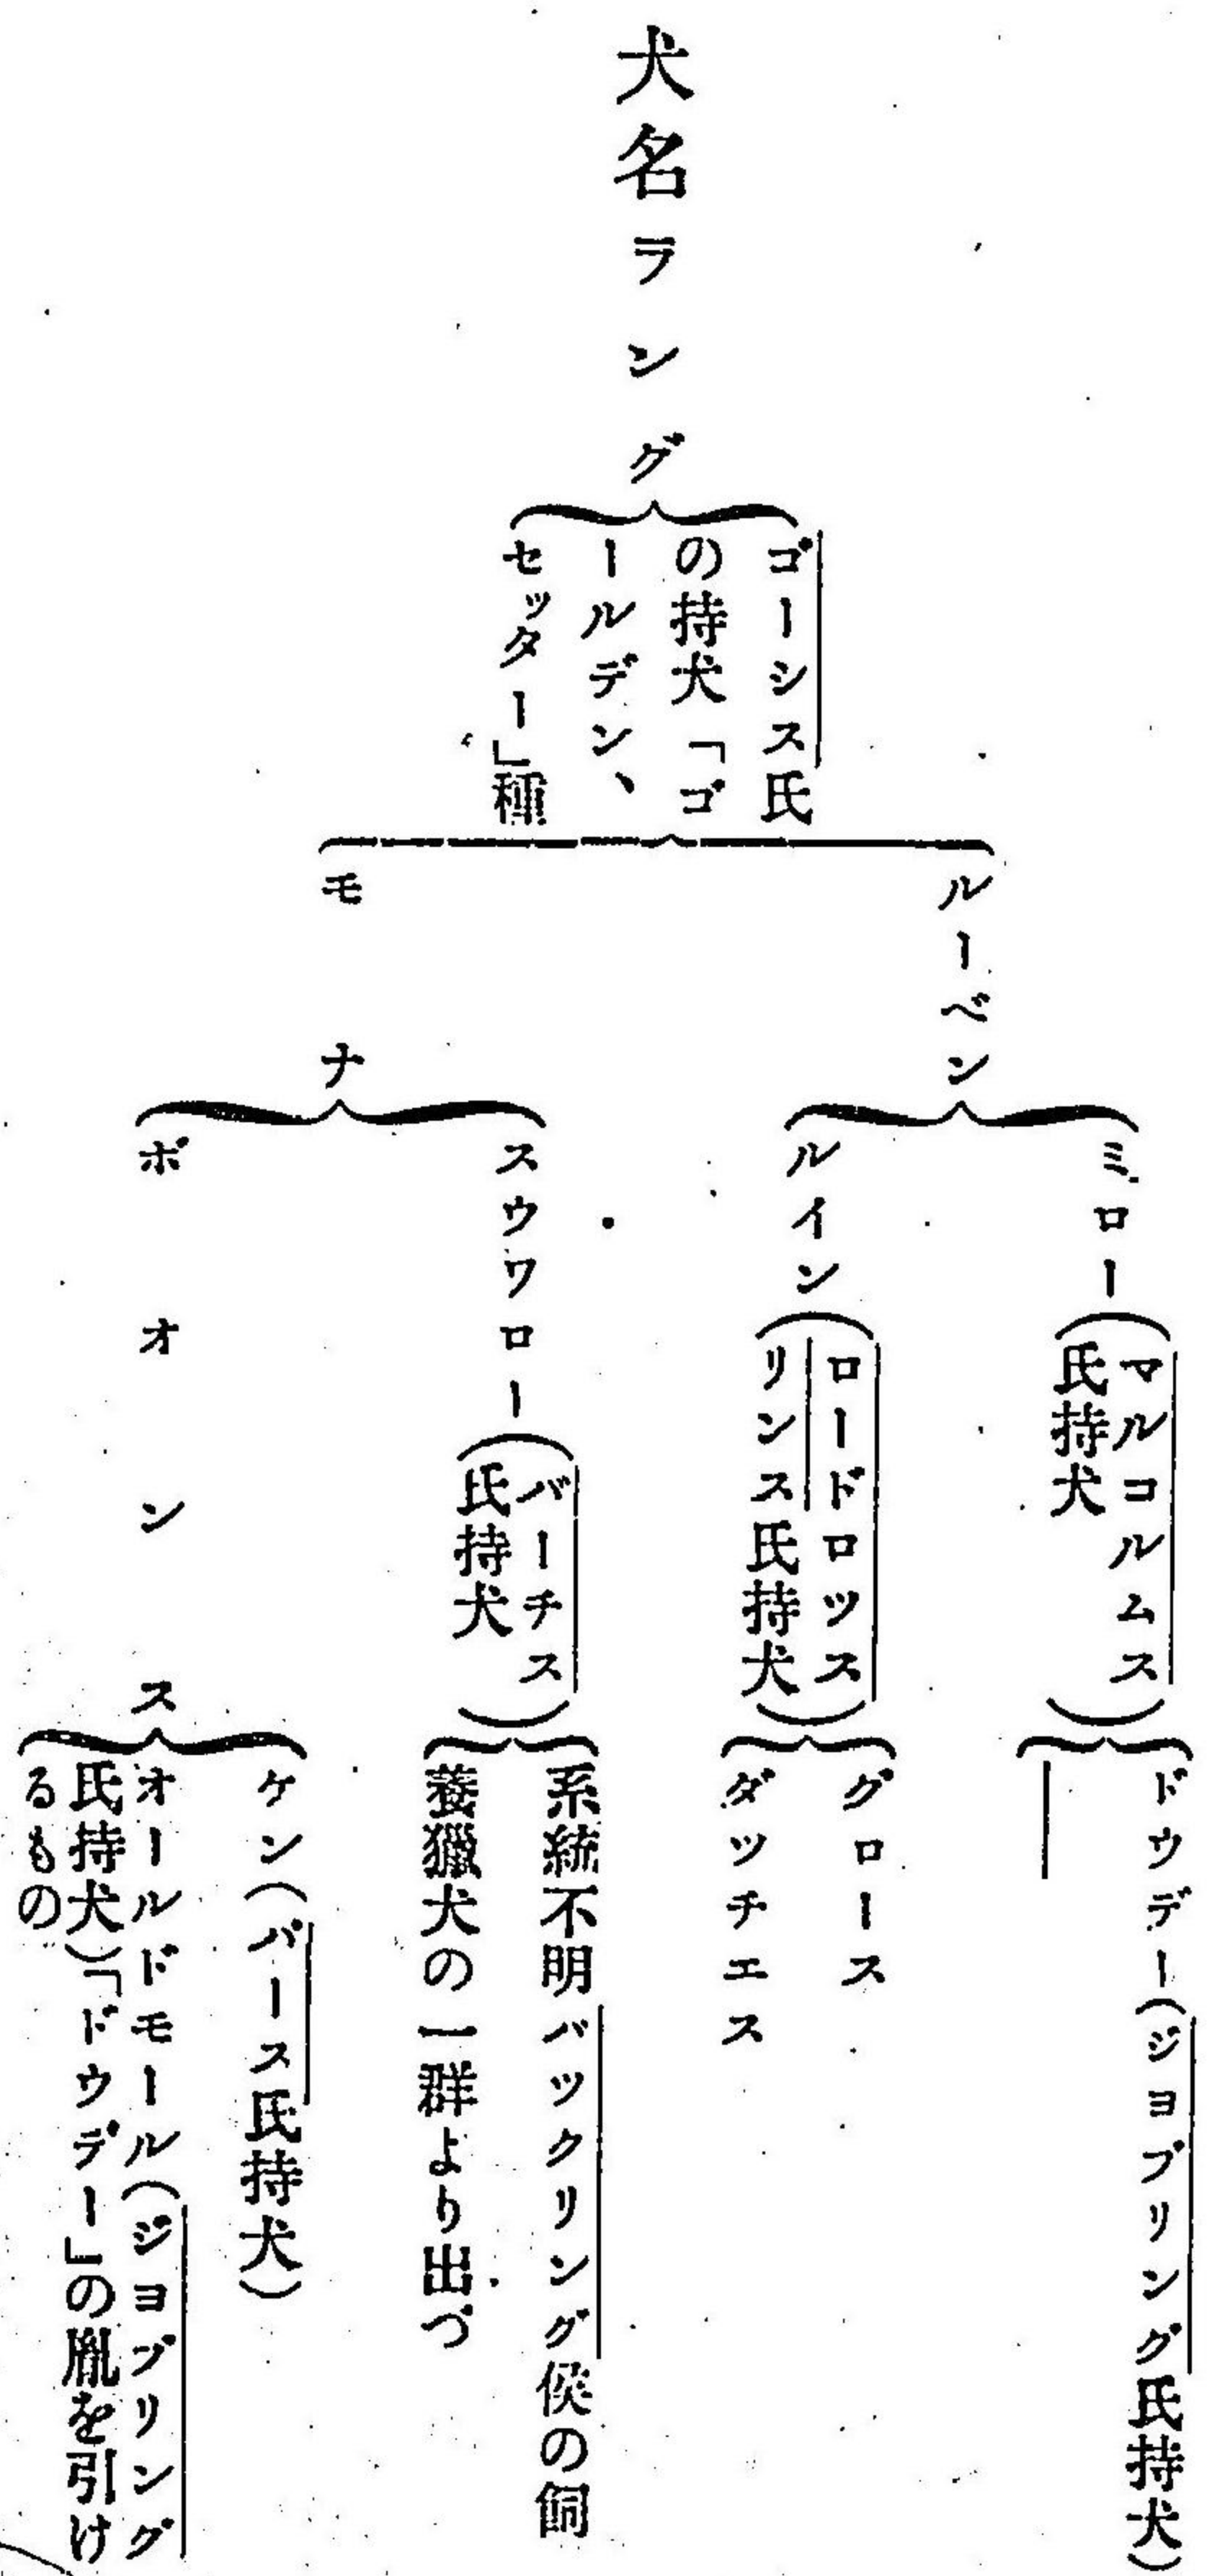 犬名ラング
ゴーシス氏
の持犬「ゴ
ールデン、
セッター」種
ルーベン
モナ
ミロー(マルコルムス
氏持犬)
ルイン(ロードロツス
リンス氏持犬)
スウワロー(バーチス
氏持犬)
ボオンス
ドウデー(ジヨブリング氏持犬)
グロース
ダツチエス
系統不明バツクリング侯の飼
養獵犬の一群より出づ
ケン(パース氏持犬)
オールドモール(ジヨブリング
氏持犬)「ドウデー」の胤を引け
るもの